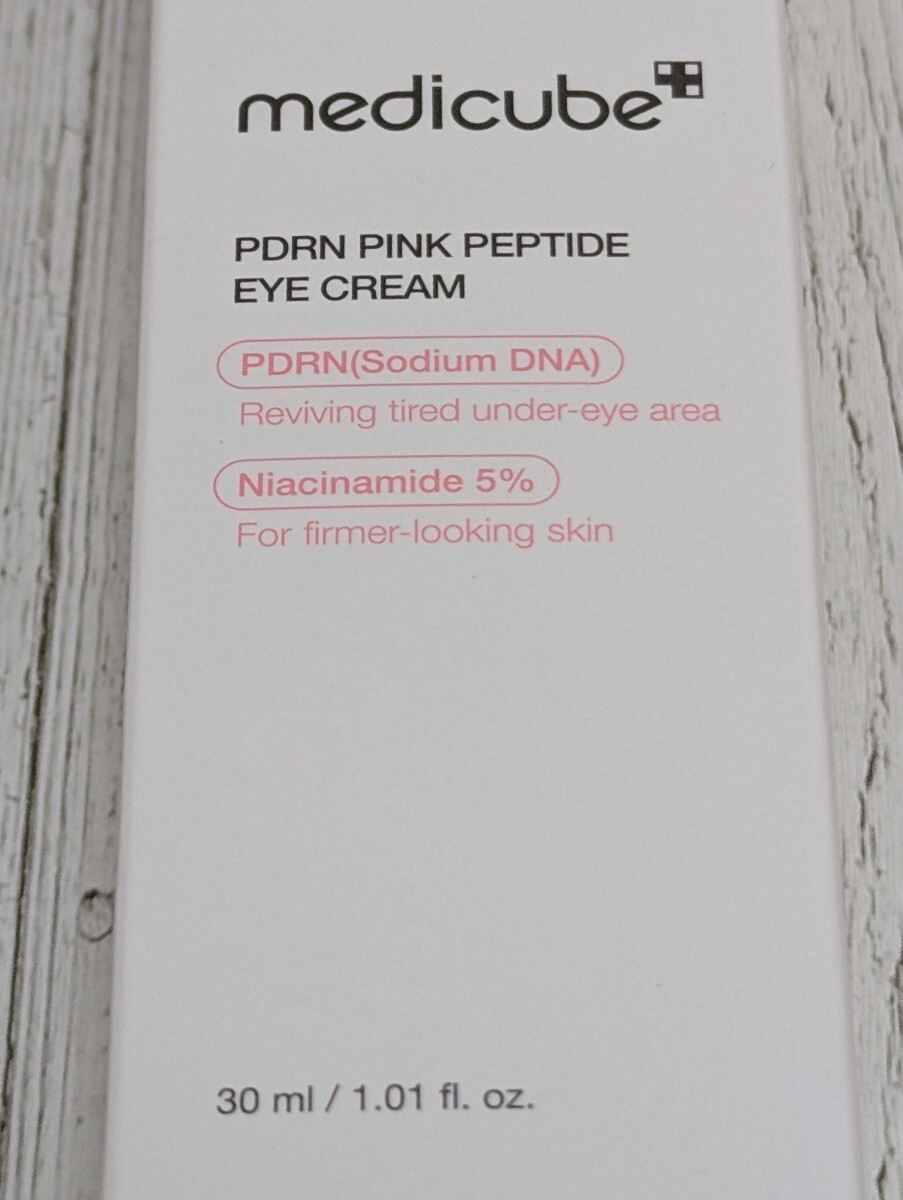 medicube
PDRN PINK PEPTIDE
EYE CREAM
PDRN(Sodium DNA)
Reviving tired under-eye area
Niacinamide 5%
For firmer-looking skin
30 ml / 1.01 fl. oz.